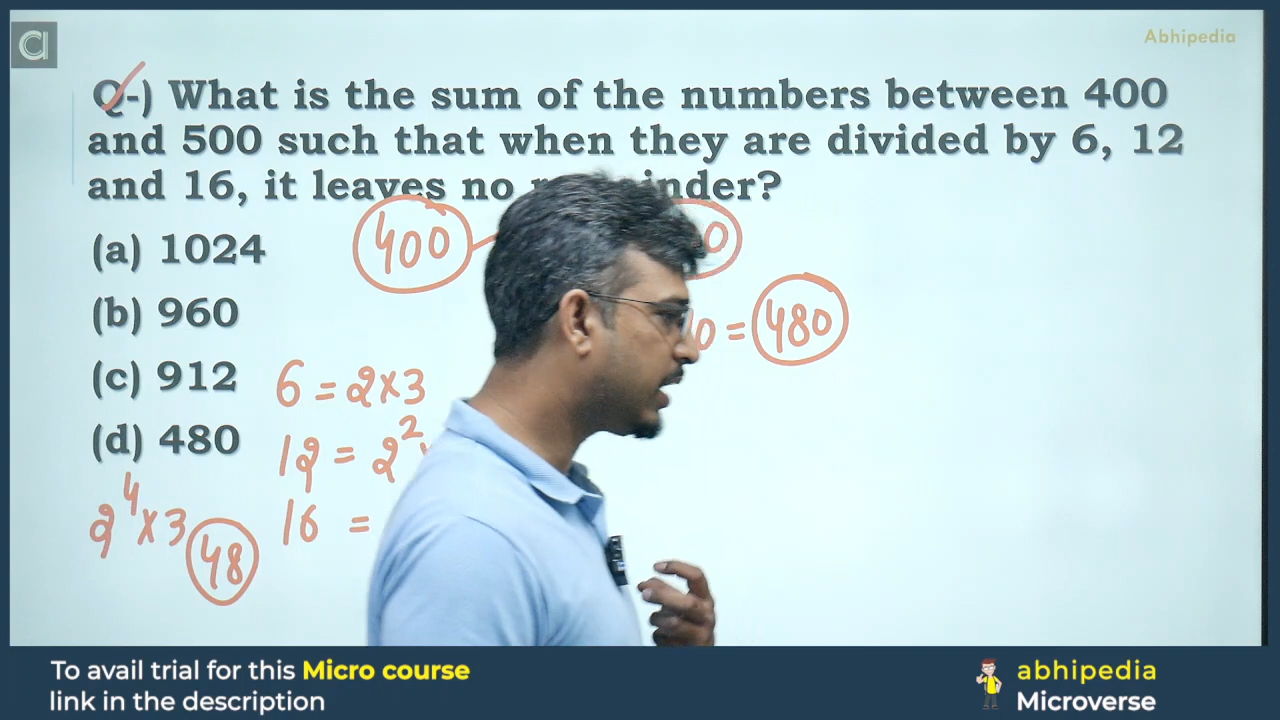 Abhipedia
Q-) What is the sum of the numbers between 400
and 500 such that when they are divided by 6, 12
and 16, it leaves no
(a) 1024
400
(b) 960
= 480
(c) 912
6 = 2×3
(d) 480
12 = 2²
2⁴×3
48
16 =
To avail trial for this Micro course
link in the description
abhipedia
Microverse